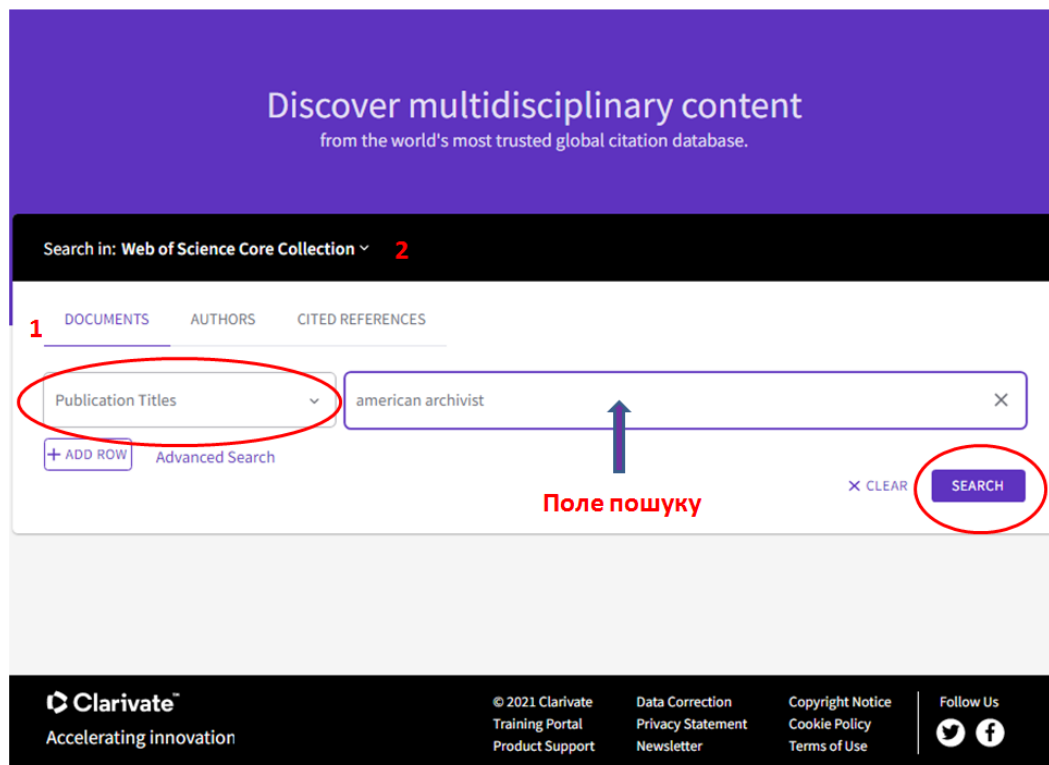 Discover multidisciplinary content
from the world's most trusted global citation database.
Search in: Web of Science Core Collection 2
1 DOCUMENTS AUTHORS CITED REFERENCES
Publication Titles american archivist
+ ADD ROW Advanced Search
× CLEAR SEARCH
Поле пошуку
Clarivate™
Accelerating innovation
© 2021 Clarivate
Training Portal
Product Support
Data Correction
Privacy Statement
Newsletter
Copyright Notice
Cookie Policy
Terms of Use
Follow Us